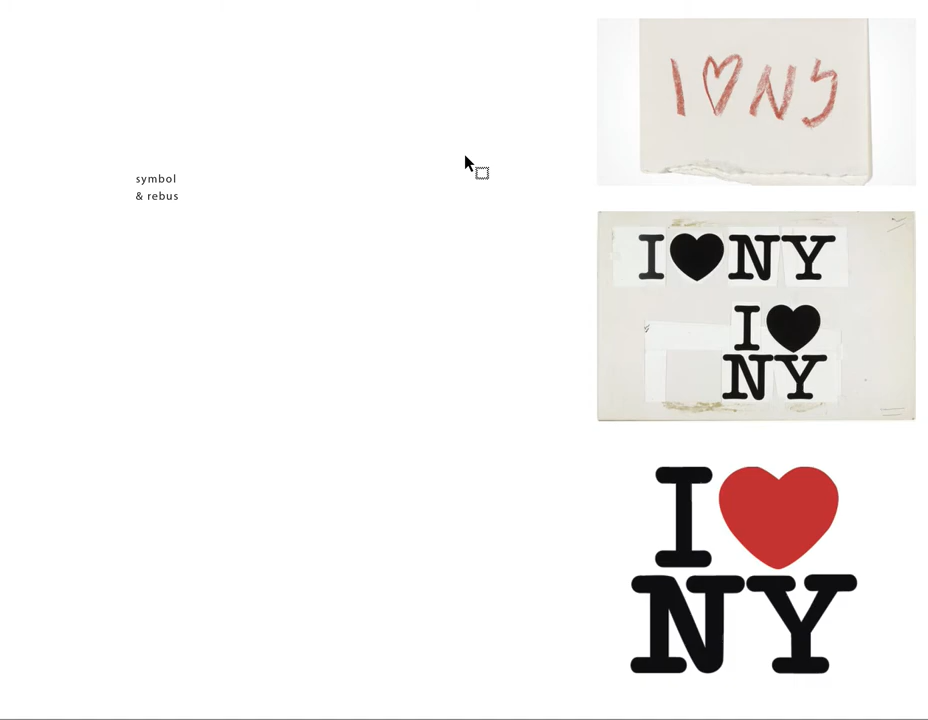 symbol
& rebus
I ♥ NY
I ♥ NY
I ♥
NY
I ♥
NY